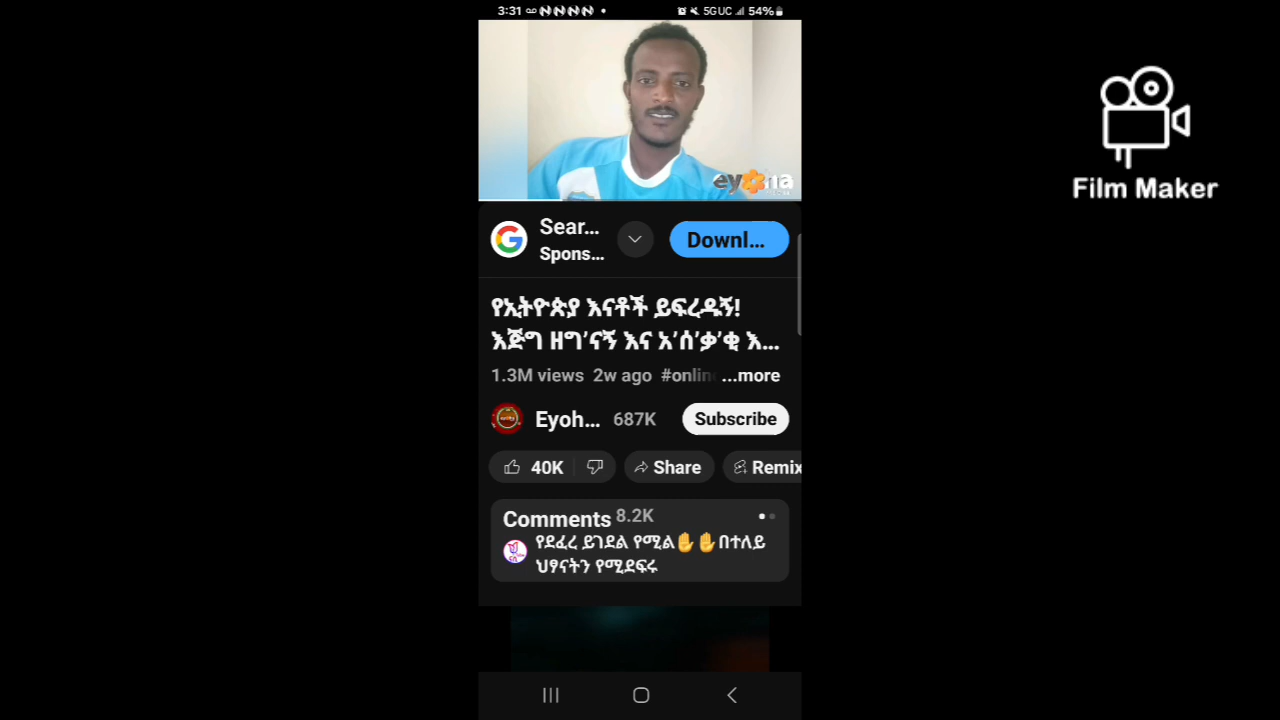 3:31
5GUC
54%
eyoha
Sear...
Spons...
Downl...
የኢትዮጵያ እናቶች ይፍረዱኝ!
እጅግ ዘግ'ናኝ እና አ'ሰ'ቃ'ቂ እ...
1.3M views 2w ago #onlin ...more
Eyoh... 687K Subscribe
40K Share Remix
Comments 8.2K
የደፈረ ይገደል የሚል✋✋በተለይ
ህፃናትን የሚደፍሩ
Film Maker